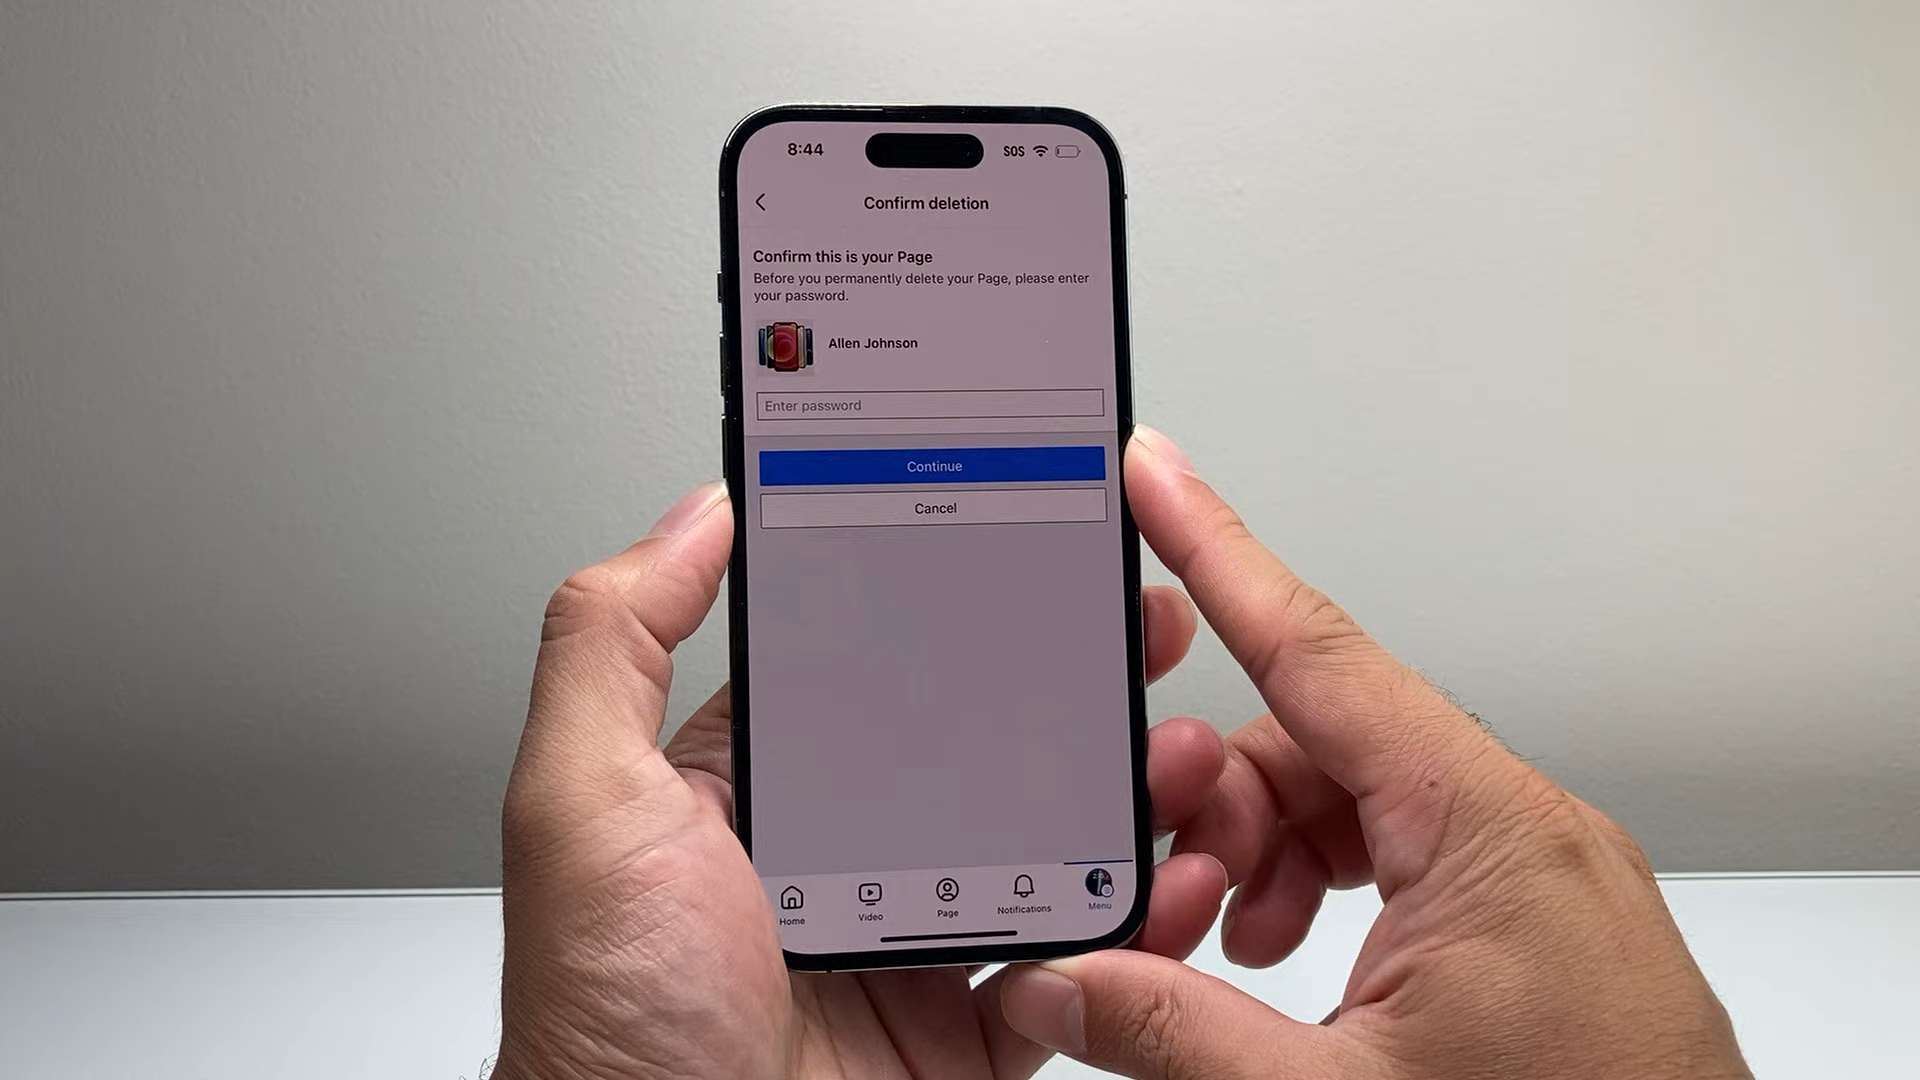 8:44
SOS
Confirm deletion
Confirm this is your Page
Before you permanently delete your Page, please enter
your password.
Allen Johnson
Enter password
Continue
Cancel
Home
Video
Page
Notifications
Menu